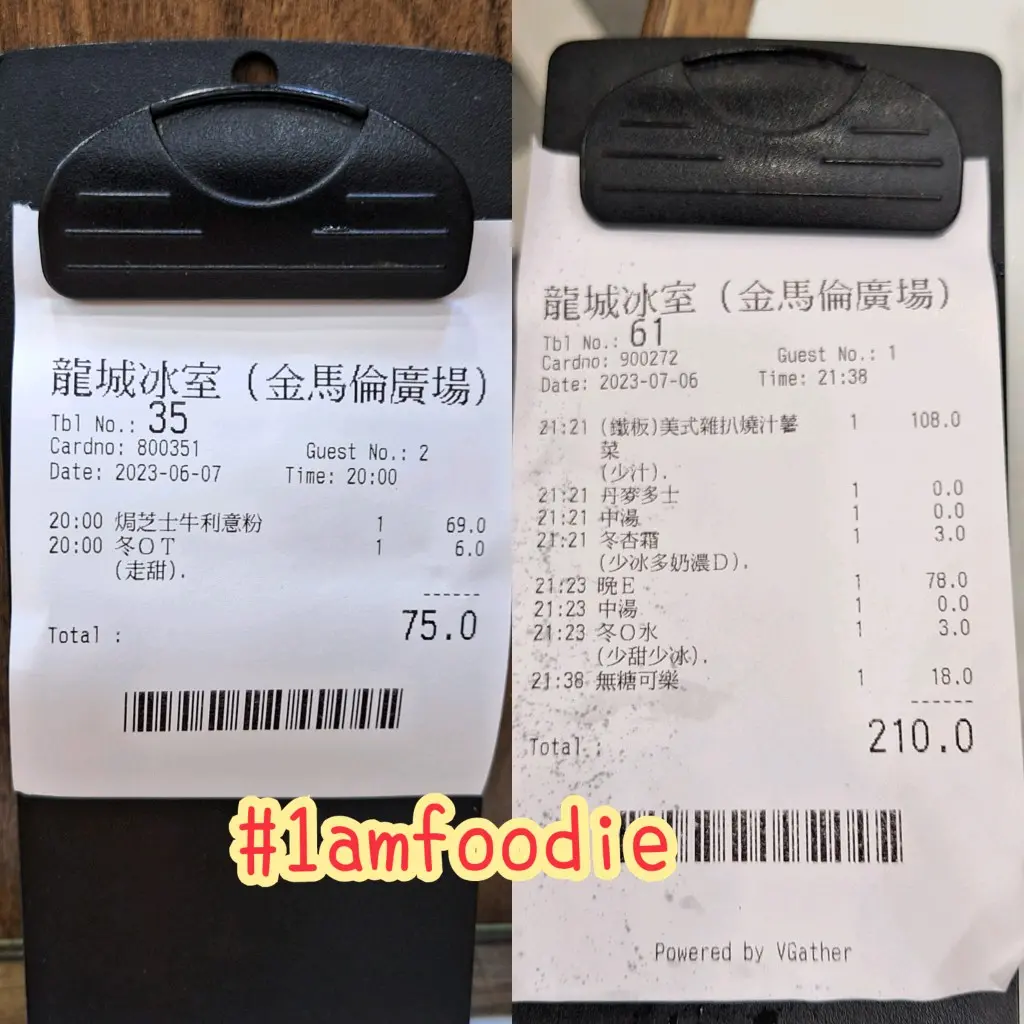 龍城冰室（金馬倫廣場）
Tbl No.: 35
Cardno: 800351 Guest No.: 2
Date: 2023-06-07 Time: 20:00
20:00 焗芝士牛利意粉 1 69.0
20:00 冬OT 1 6.0
(走甜).
------
Total : 75.0
龍城冰室（金馬倫廣場）
Tbl No.: 61
Cardno: 900272 Guest No.: 1
Date: 2023-07-06 Time: 21:38
21:21 (鐵板)美式雜扒燒汁薯 1 108.0
菜
(少汁).
21:21 丹麥多士 1 0.0
21:21 中湯 1 0.0
21:21 冬杏霜 1 3.0
(少冰多奶濃D).
21:23 晚E 1 78.0
21:23 中湯 1 0.0
21:23 冬O水 1 3.0
(少甜少冰).
21:38 無糖可樂 1 18.0
------
Total : 210.0
Powered by VGather
#1amfoodie